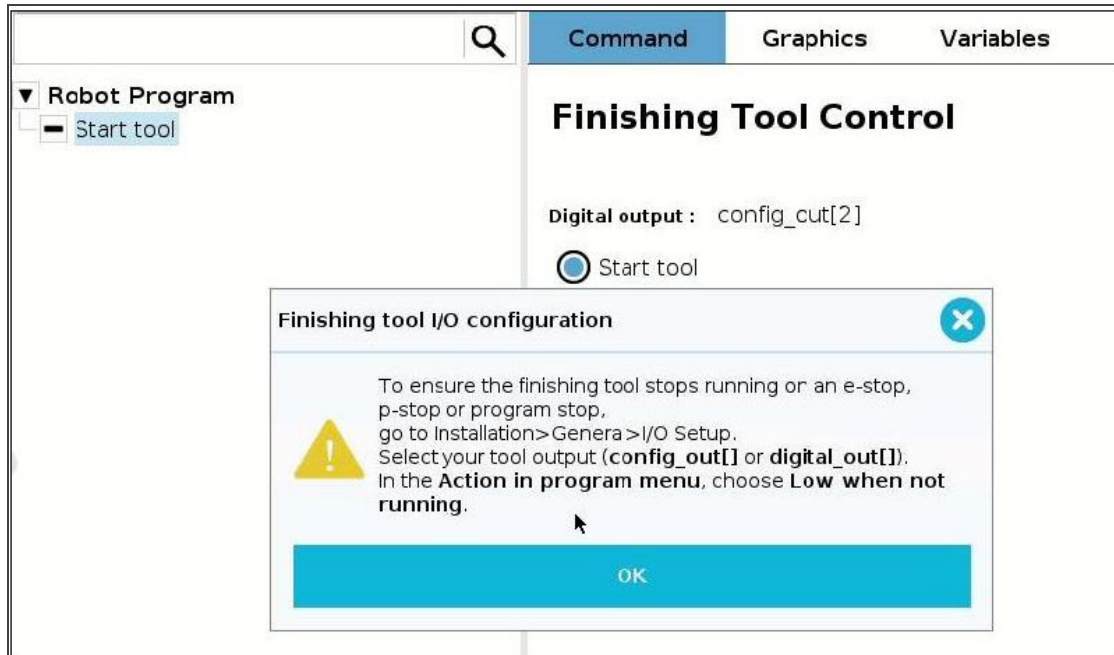 Command Graphics Variables
Robot Program
Start tool
Finishing Tool Control
Digital output : config_cut[2]
Start tool
Finishing tool I/O configuration
To ensure the finishing tool stops running on an e-stop,
p-stop or program stop,
go to Installation>Genera>I/O Setup.
Select your tool output (config_out[] or digital_out[]).
In the Action in program menu, choose Low when not
running.
OK